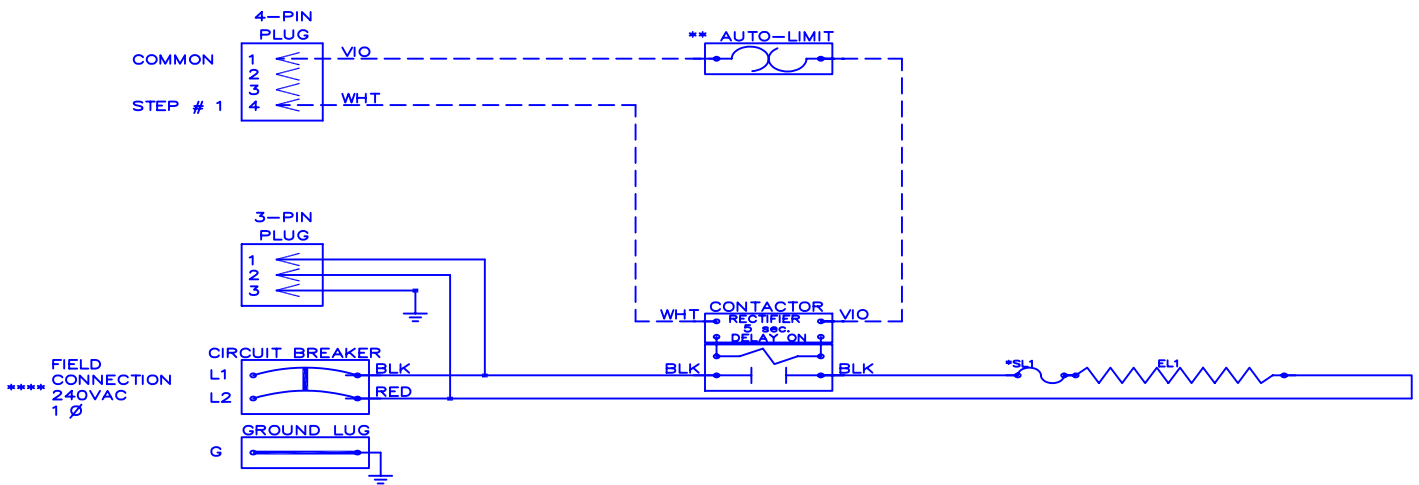 4-PIN
PLUG
COMMON
1
VIO
2
3
STEP # 1
4
WHT
** AUTO-LIMIT
3-PIN
PLUG
1
2
3
CONTACTOR
WHT
RECTIFIER
5 sec.
DELAY ON
VIO
CIRCUIT BREAKER
**** FIELD
CONNECTION
240VAC
1 Ø
L1
BLK
BLK
BLK
*SL1
EL1
L2
RED
GROUND LUG
G